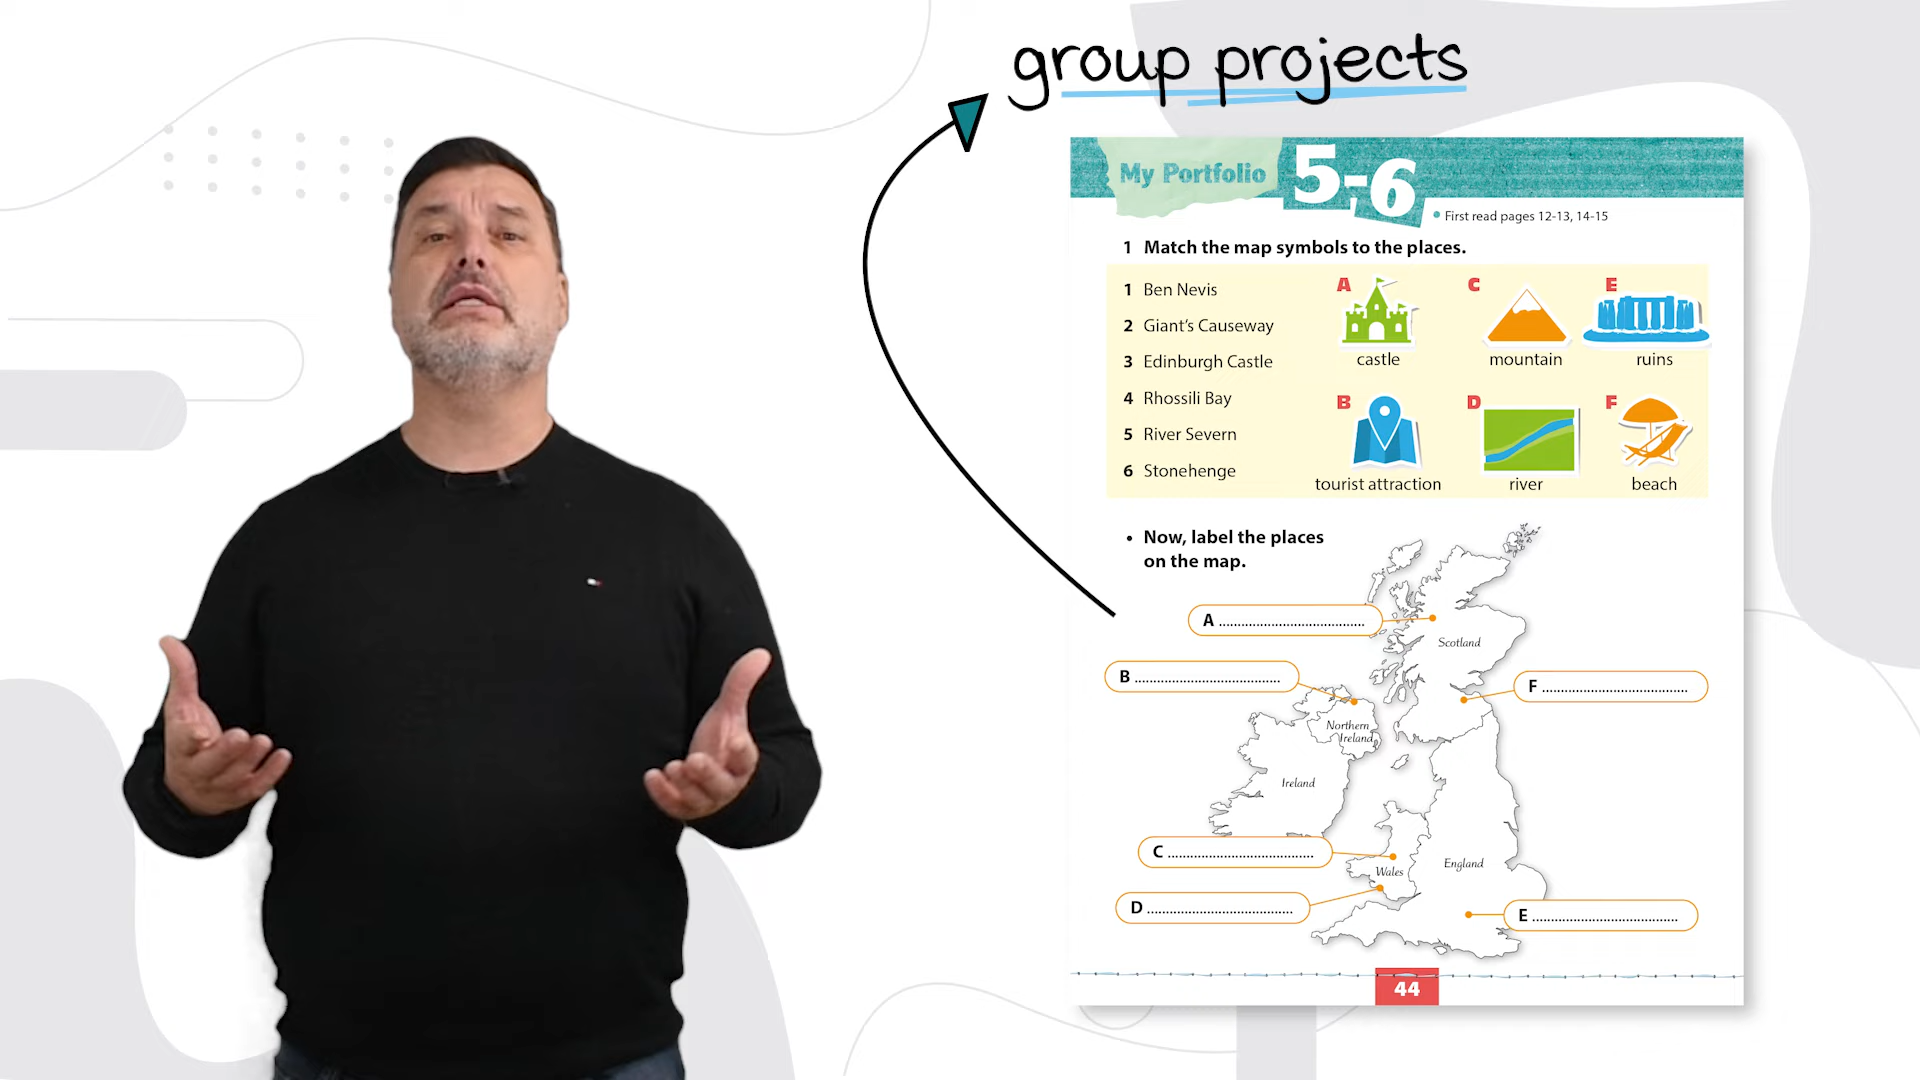 group projects
My Portfolio 5-6
• First read pages 12-13, 14-15
1 Match the map symbols to the places.
1 Ben Nevis
2 Giant's Causeway
3 Edinburgh Castle
4 Rhossili Bay
5 River Severn
6 Stonehenge
A
castle
C
mountain
E
ruins
B
tourist attraction
D
river
F
beach
• Now, label the places
on the map.
A ........................................
Scotland
B ........................................
F ........................................
Northern
Ireland
Ireland
C ........................................
Wales
England
D ........................................
E ........................................
44